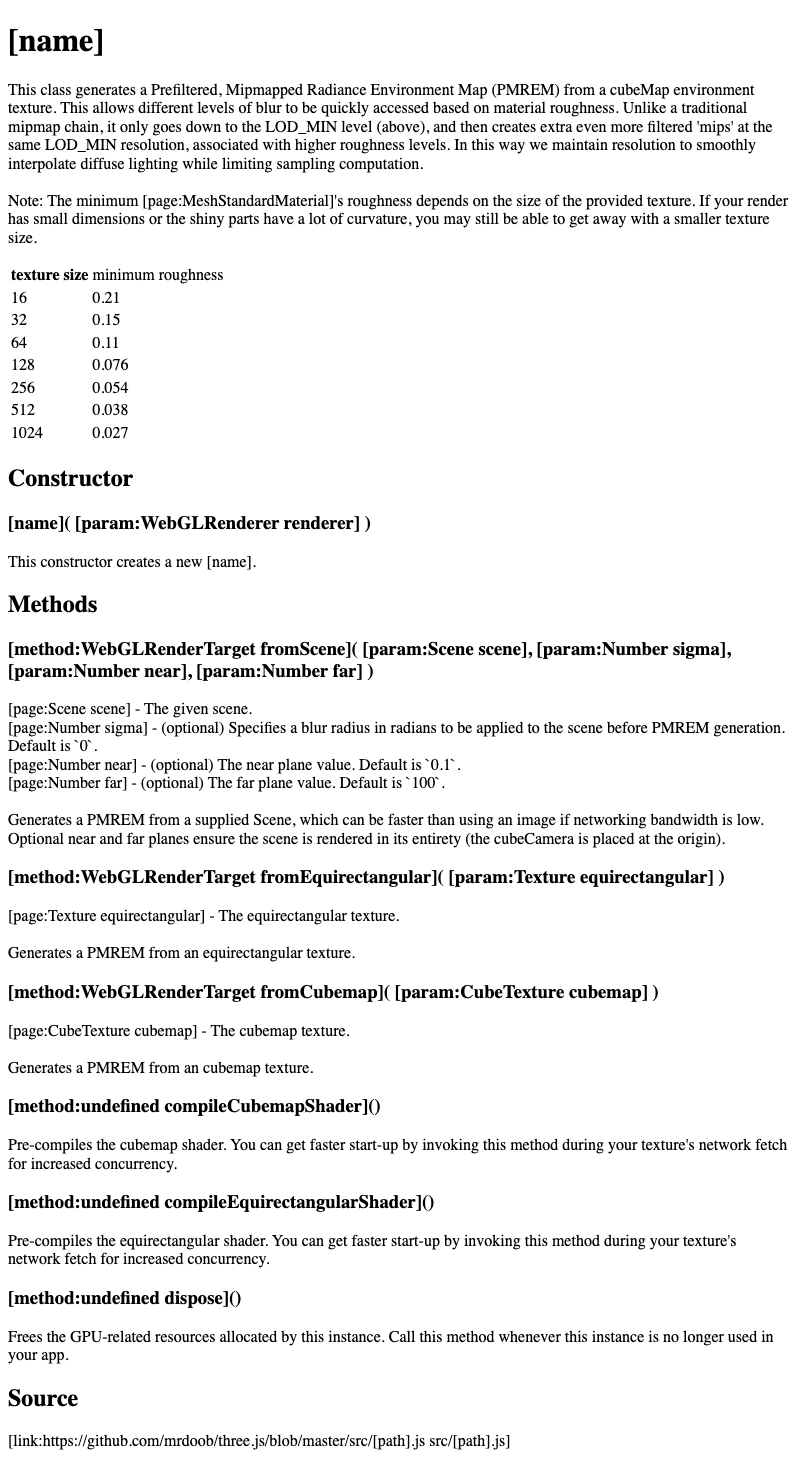 [name]
This class generates a Prefiltered, Mipmapped Radiance Environment Map (PMREM) from a cubeMap environment
texture. This allows different levels of blur to be quickly accessed based on material roughness. Unlike a traditional
mipmap chain, it only goes down to the LOD_MIN level (above), and then creates extra even more filtered 'mips' at the
same LOD_MIN resolution, associated with higher roughness levels. In this way we maintain resolution to smoothly
interpolate diffuse lighting while limiting sampling computation.
Note: The minimum [page:MeshStandardMaterial]'s roughness depends on the size of the provided texture. If your render
has small dimensions or the shiny parts have a lot of curvature, you may still be able to get away with a smaller texture
size.
texture size minimum roughness
16 0.21
32 0.15
64 0.11
128 0.076
256 0.054
512 0.038
1024 0.027
Constructor
[name]( [param:WebGLRenderer renderer] )
This constructor creates a new [name].
Methods
[method:WebGLRenderTarget fromScene]( [param:Scene scene], [param:Number sigma],
[param:Number near], [param:Number far] )
[page:Scene scene] - The given scene.
[page:Number sigma] - (optional) Specifies a blur radius in radians to be applied to the scene before PMREM generation.
Default is `0`.
[page:Number near] - (optional) The near plane value. Default is `0.1`.
[page:Number far] - (optional) The far plane value. Default is `100`.
Generates a PMREM from a supplied Scene, which can be faster than using an image if networking bandwidth is low.
Optional near and far planes ensure the scene is rendered in its entirety (the cubeCamera is placed at the origin).
[method:WebGLRenderTarget fromEquirectangular]( [param:Texture equirectangular] )
[page:Texture equirectangular] - The equirectangular texture.
Generates a PMREM from an equirectangular texture.
[method:WebGLRenderTarget fromCubemap]( [param:CubeTexture cubemap] )
[page:CubeTexture cubemap] - The cubemap texture.
Generates a PMREM from an cubemap texture.
[method:undefined compileCubemapShader]()
Pre-compiles the cubemap shader. You can get faster start-up by invoking this method during your texture's network fetch
for increased concurrency.
[method:undefined compileEquirectangularShader]()
Pre-compiles the equirectangular shader. You can get faster start-up by invoking this method during your texture's
network fetch for increased concurrency.
[method:undefined dispose]()
Frees the GPU-related resources allocated by this instance. Call this method whenever this instance is no longer used in
your app.
Source
[link:https://github.com/mrdoob/three.js/blob/master/src/[path].js src/[path].js]